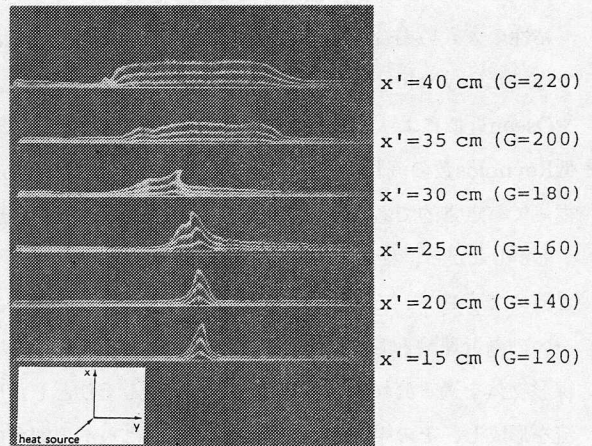 x'=40 cm (G=220)
x'=35 cm (G=200)
x'=30 cm (G=180)
x'=25 cm (G=160)
x'=20 cm (G=140)
x'=15 cm (G=120)
x
y
heat source